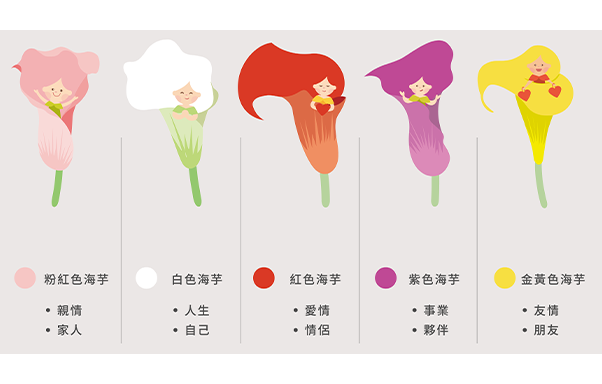 粉紅色海芋
• 親情
• 家人
白色海芋
• 人生
• 自己
紅色海芋
• 愛情
• 情侶
紫色海芋
• 事業
• 夥伴
金黃色海芋
• 友情
• 朋友